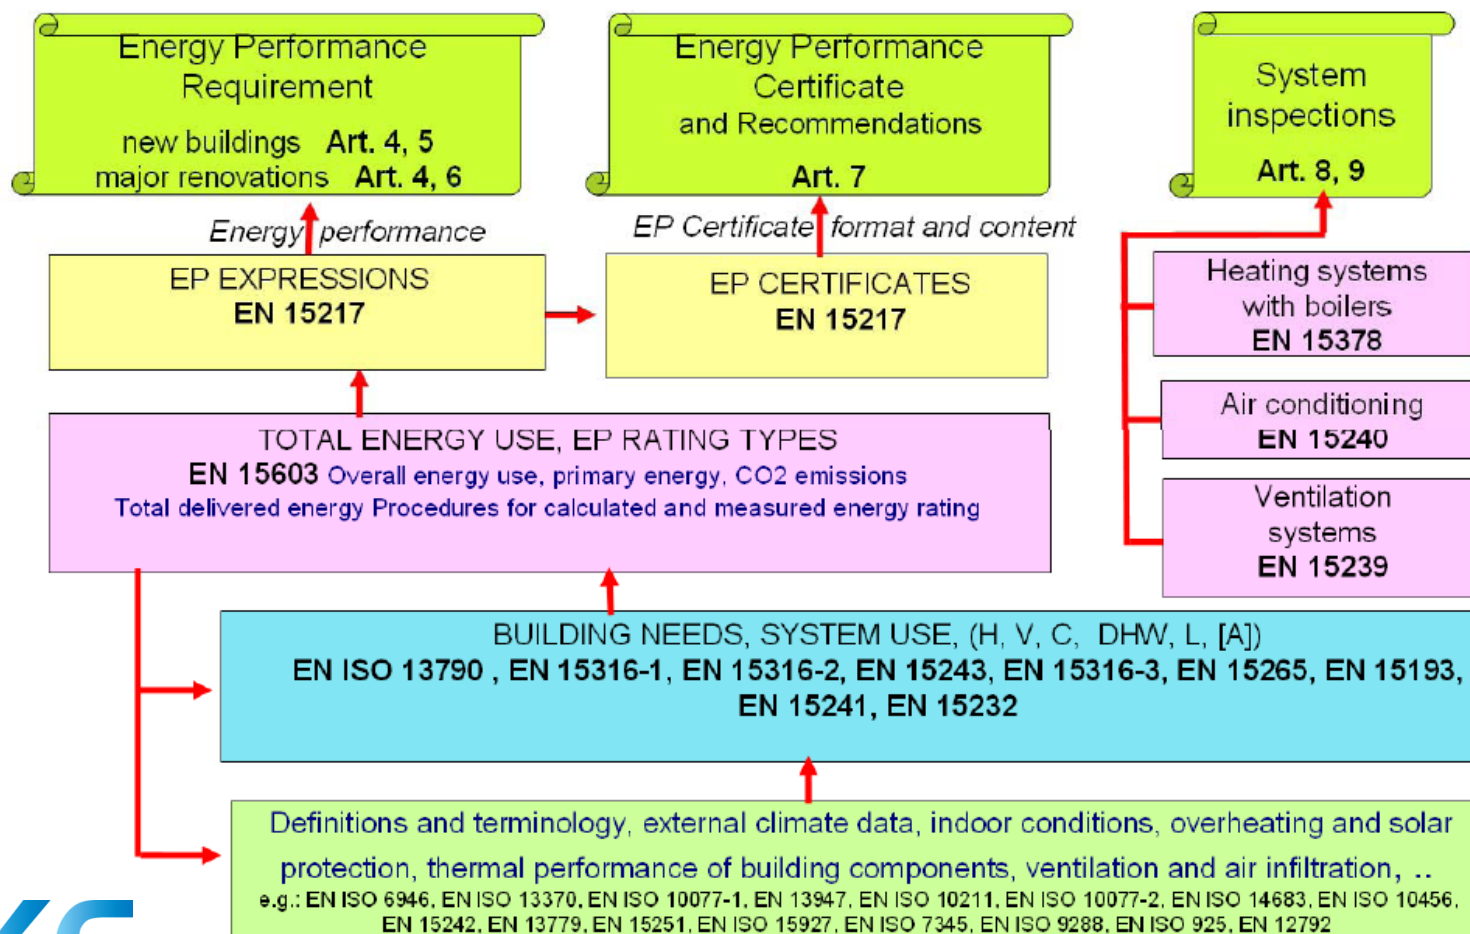 Energy Performance
Requirement
new buildings Art. 4, 5
major renovations Art. 4, 6
Energy Performance
Certificate
and Recommendations
Art. 7
System
inspections
Art. 8, 9
Energy performance
EP Certificate format and content
EP EXPRESSIONS
EN 15217
EP CERTIFICATES
EN 15217
Heating systems
with boilers
EN 15378
Air conditioning
EN 15240
Ventilation
systems
EN 15239
TOTAL ENERGY USE, EP RATING TYPES
EN 15603 Overall energy use, primary energy, CO2 emissions
Total delivered energy Procedures for calculated and measured energy rating
BUILDING NEEDS, SYSTEM USE, (H, V, C, DHW, L, [A])
EN ISO 13790 , EN 15316-1, EN 15316-2, EN 15243, EN 15316-3, EN 15265, EN 15193,
EN 15241, EN 15232
Definitions and terminology, external climate data, indoor conditions, overheating and solar
protection, thermal performance of building components, ventilation and air infiltration, ..
e.g.: EN ISO 6946, EN ISO 13370, EN ISO 10077-1, EN 13947, EN ISO 10211, EN ISO 10077-2, EN ISO 14683, EN ISO 10456,
EN 15242, EN 13779, EN 15251, EN ISO 15927, EN ISO 7345, EN ISO 9288, EN ISO 925, EN 12792